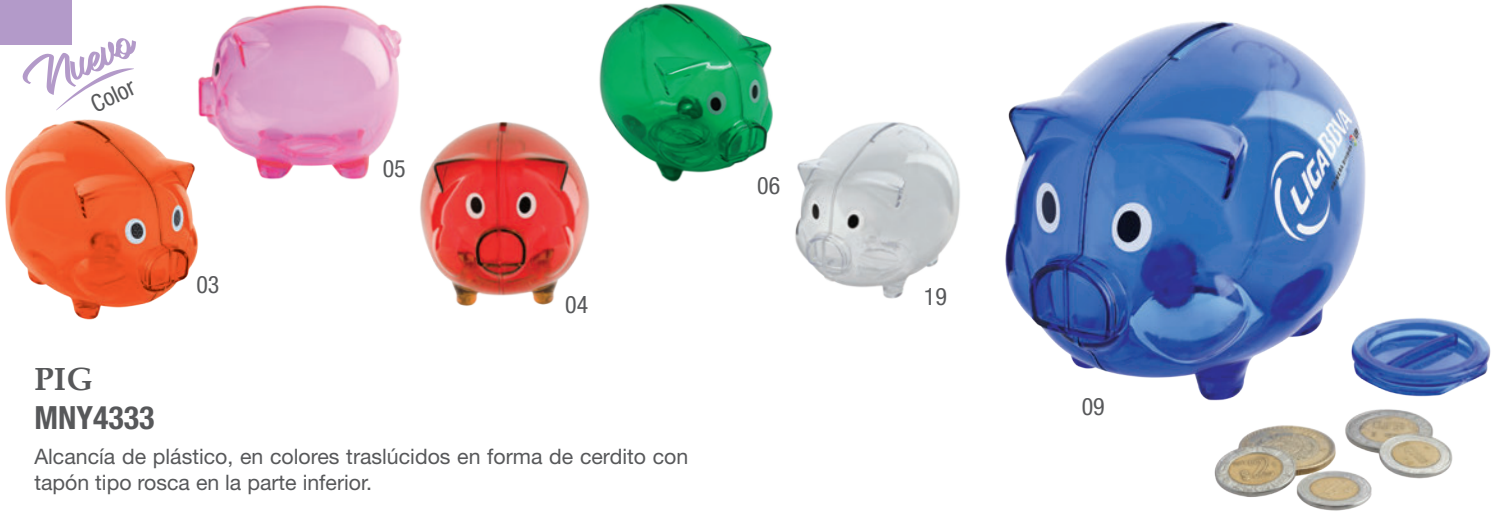 Nuevo
Color
05
06
03
04
19
LIGA BBVA
09
PIG
MNY4333
Alcancía de plástico, en colores traslúcidos en forma de cerdito con
tapón tipo rosca en la parte inferior.